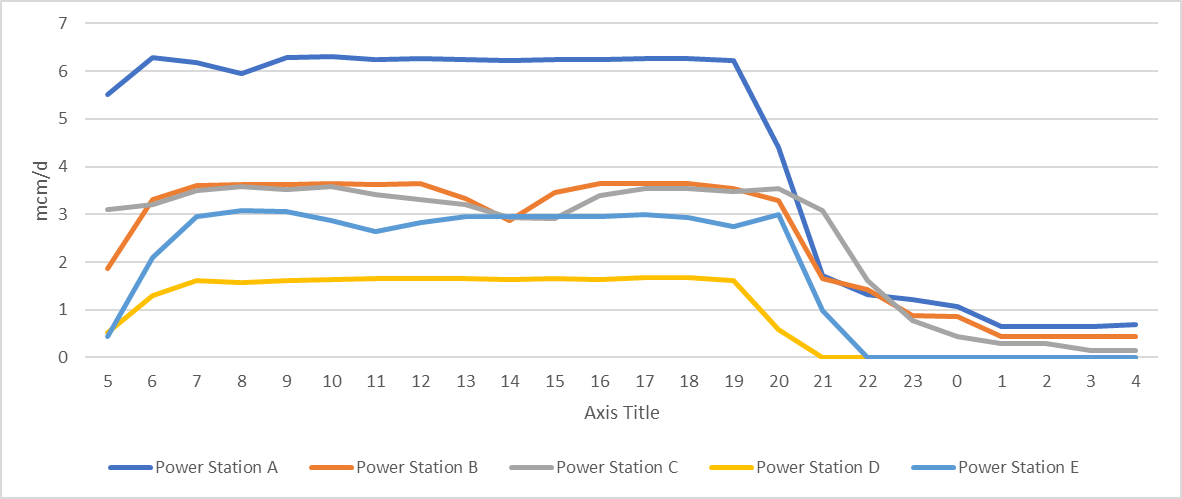 7
6
5
4
3
2
1
0
mcm/d
5 6 7 8 9 10 11 12 13 14 15 16 17 18 19 20 21 22 23 0 1 2 3 4
Axis Title
Power Station A Power Station B Power Station C Power Station D Power Station E